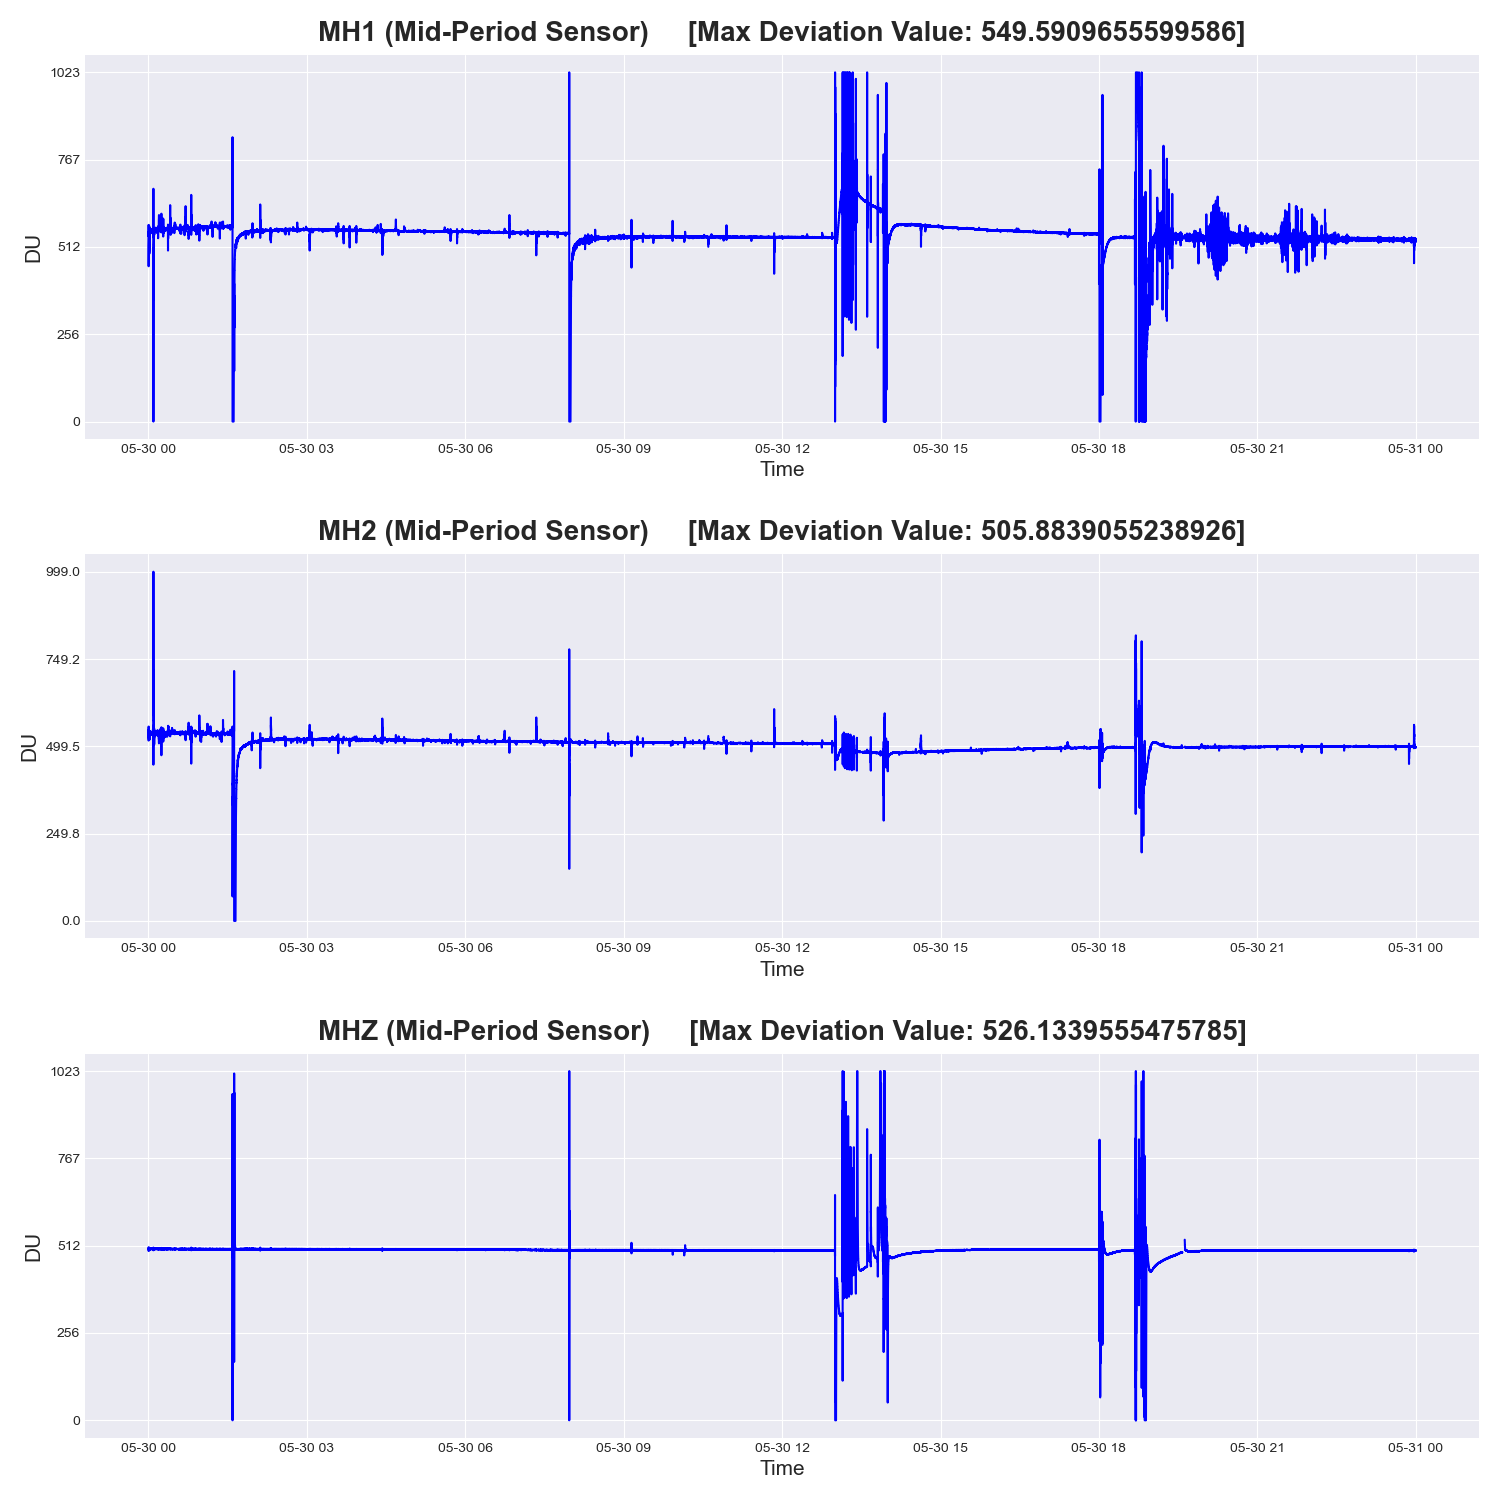 MH1 (Mid-Period Sensor) [Max Deviation Value: 549.5909655599586]
1023
767
512
256
0
DU
05-30 00 05-30 03 05-30 06 05-30 09 05-30 12 05-30 15 05-30 18 05-30 21 05-31 00
Time
MH2 (Mid-Period Sensor) [Max Deviation Value: 505.8839055238926]
999.0
749.2
499.5
249.8
0.0
DU
05-30 00 05-30 03 05-30 06 05-30 09 05-30 12 05-30 15 05-30 18 05-30 21 05-31 00
Time
MHZ (Mid-Period Sensor) [Max Deviation Value: 526.1339555475785]
1023
767
512
256
0
DU
05-30 00 05-30 03 05-30 06 05-30 09 05-30 12 05-30 15 05-30 18 05-30 21 05-31 00
Time